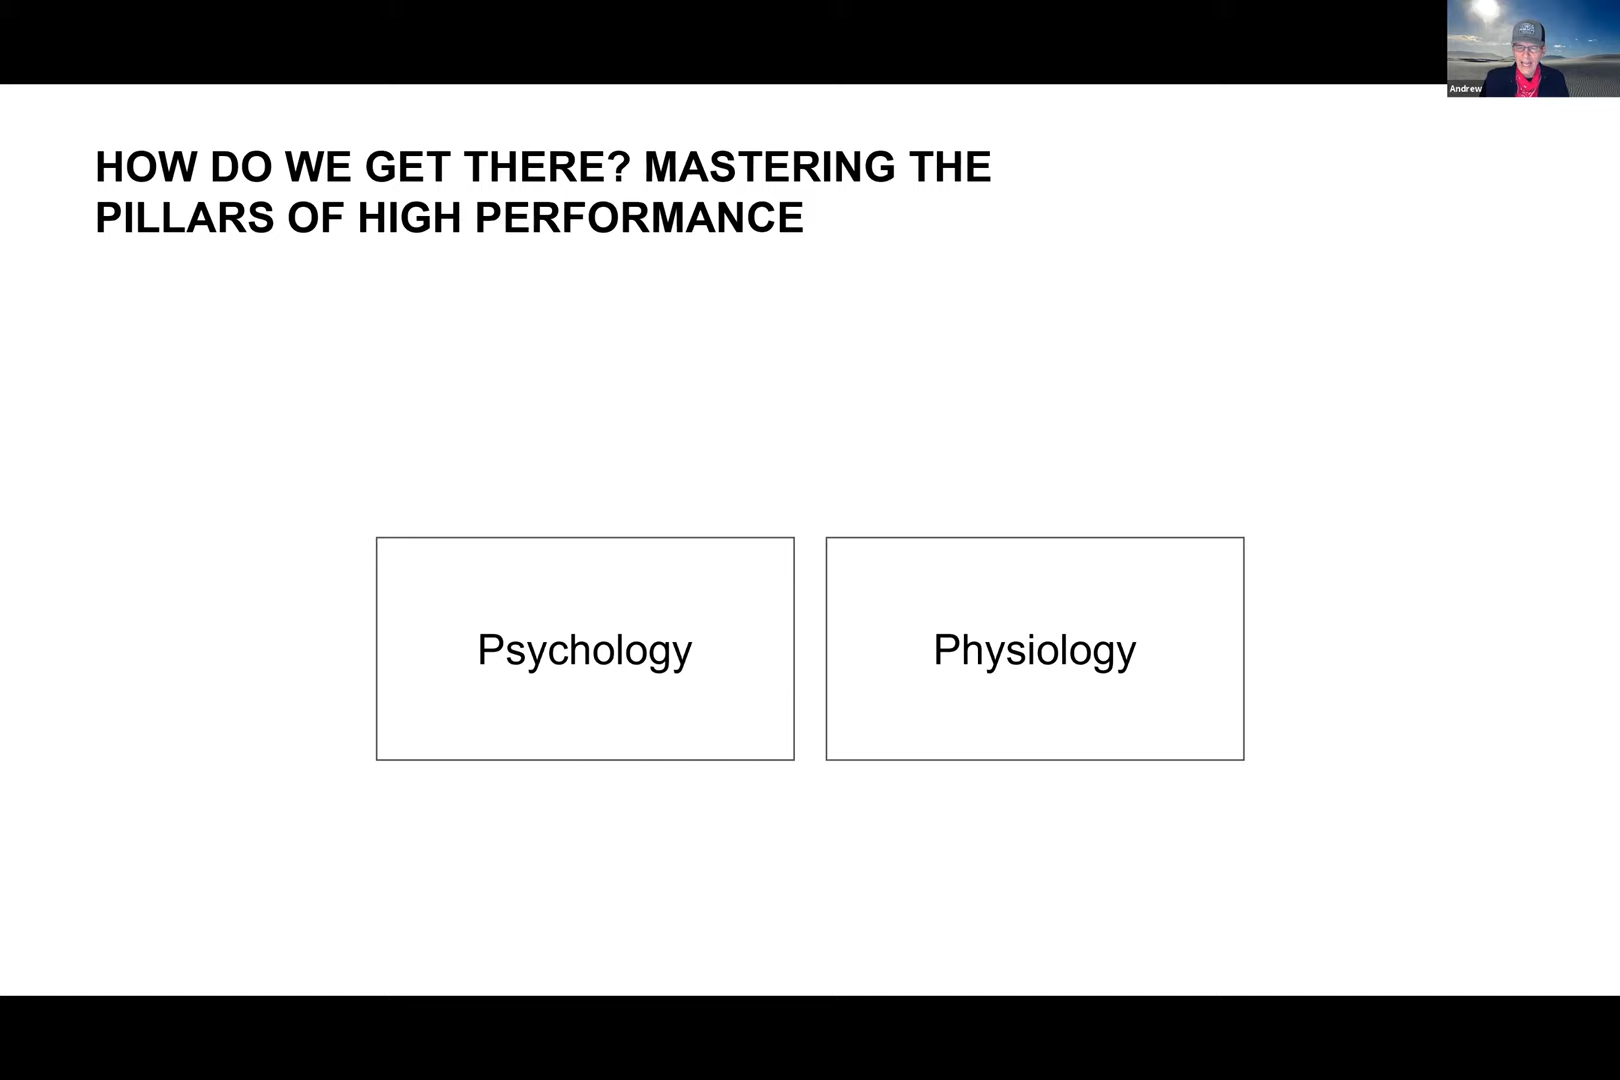 Andrew
HOW DO WE GET THERE? MASTERING THE
PILLARS OF HIGH PERFORMANCE
Psychology
Physiology